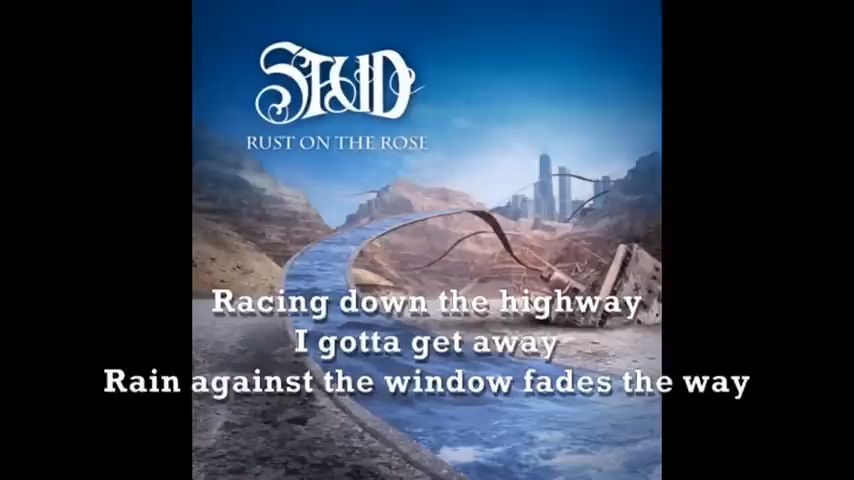 STUD
RUST ON THE ROSE
Racing down the highway
I gotta get away
Rain against the window fades the way